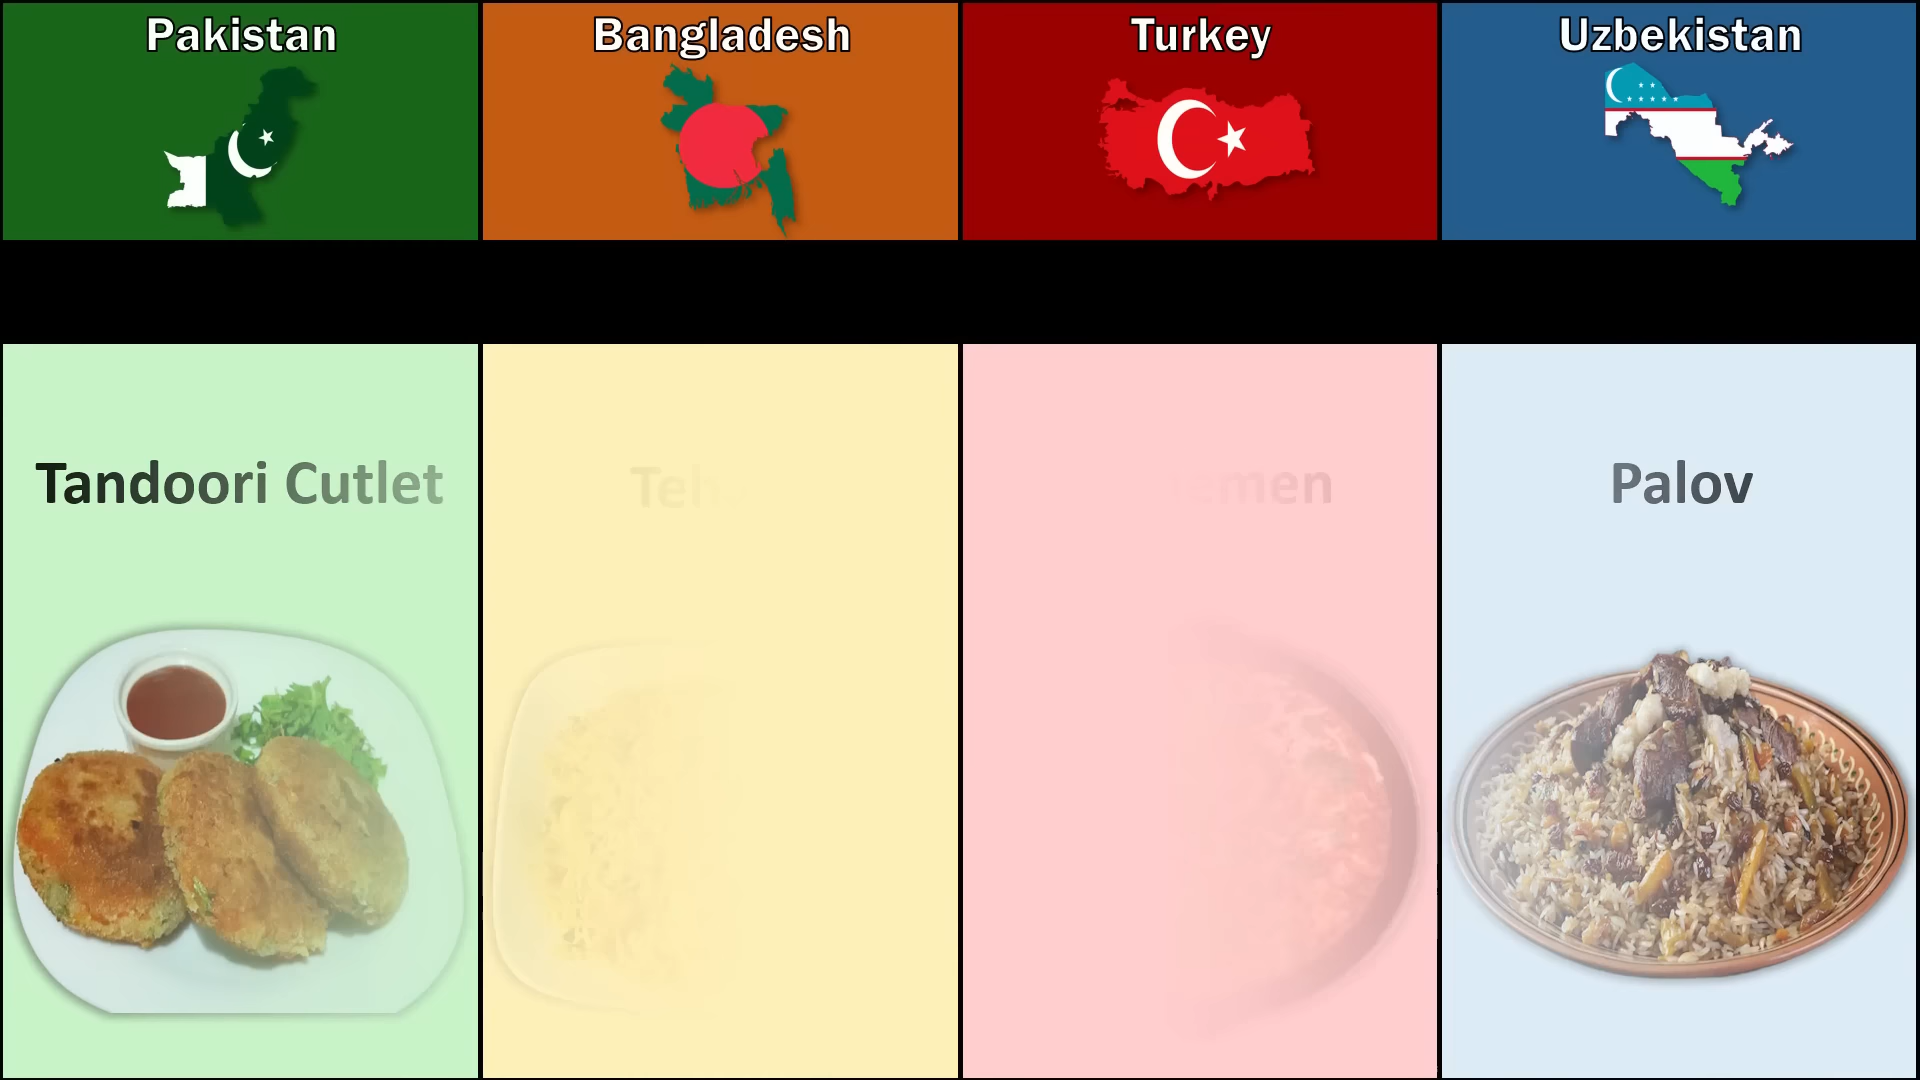 Pakistan
Bangladesh
Turkey
Uzbekistan
Tandoori Cutlet
Palov